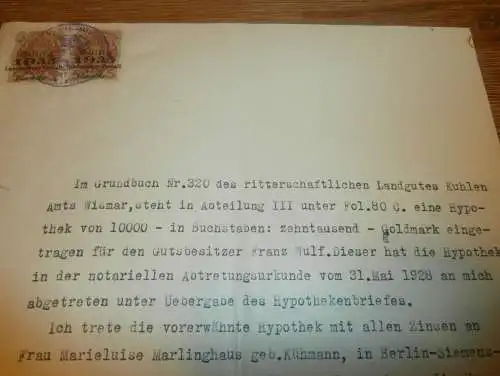 1935 1935
Im Grundbuch Nr.320 des ritterschaftlichen Landgutes Kuhlen
Amts Wismar,steht in Abteilung III unter Fol.80 C. eine Hypo-
thek von 10000 - in Buchstaben: zehntausend - Goldmark einge-
tragen für den Gutsbesitzer Franz Wulf.Dieser hat die Hypothek
in der notariellen Abtretungsurkunde vom 31.Mai 1928 an mich
abgetreten unter Uebergabe des Hypothekenbriefes.
Ich trete die vorerwähnte Hypothek mit allen Zinsen an
Frau Marieluise Marlinghaus geb.Kühmann, in Berlin-Siemens-